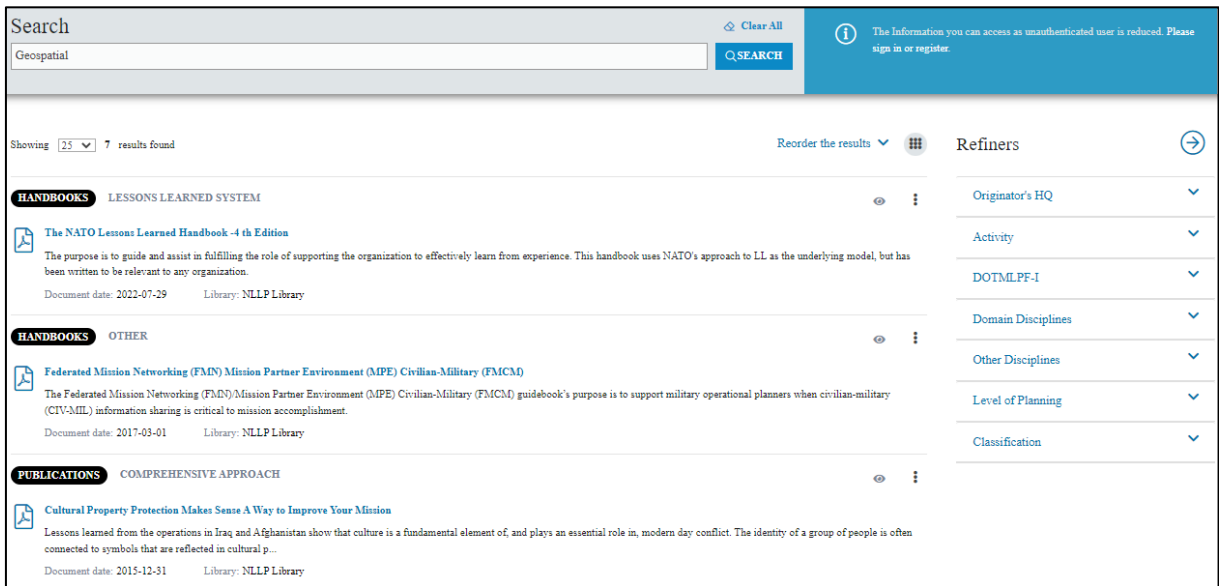 Search
Clear All
Geospatial
SEARCH
The Information you can access as unauthenticated user is reduced. Please
sign in or register.
Showing 25 7 results found
Reorder the results
HANDBOOKS LESSONS LEARNED SYSTEM
The NATO Lessons Learned Handbook -4 th Edition
The purpose is to guide and assist in fulfilling the role of supporting the organization to effectively learn from experience. This handbook uses NATO's approach to LL as the underlying model, but has
been written to be relevant to any organization.
Document date: 2022-07-29 Library: NLLP Library
HANDBOOKS OTHER
Federated Mission Networking (FMN) Mission Partner Environment (MPE) Civilian-Military (FMCM)
The Federated Mission Networking (FMN)/Mission Partner Environment (MPE) Civilian-Military (FMCM) guidebook's purpose is to support military operational planners when civilian-military
(CIV-MIL) information sharing is critical to mission accomplishment.
Document date: 2017-03-01 Library: NLLP Library
PUBLICATIONS COMPREHENSIVE APPROACH
Cultural Property Protection Makes Sense A Way to Improve Your Mission
Lessons learned from the operations in Iraq and Afghanistan show that culture is a fundamental element of, and plays an essential role in, modern day conflict. The identity of a group of people is often
connected to symbols that are reflected in cultural p...
Document date: 2015-12-31 Library: NLLP Library
Refiners
Originator's HQ
Activity
DOTMLPF-I
Domain Disciplines
Other Disciplines
Level of Planning
Classification